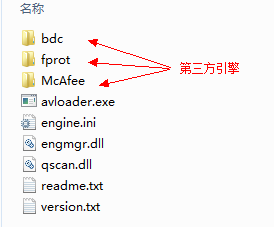 名称
bdc
fprot
McAfee
第三方引擎
avloader.exe
engine.ini
engmgr.dll
qscan.dll
readme.txt
version.txt